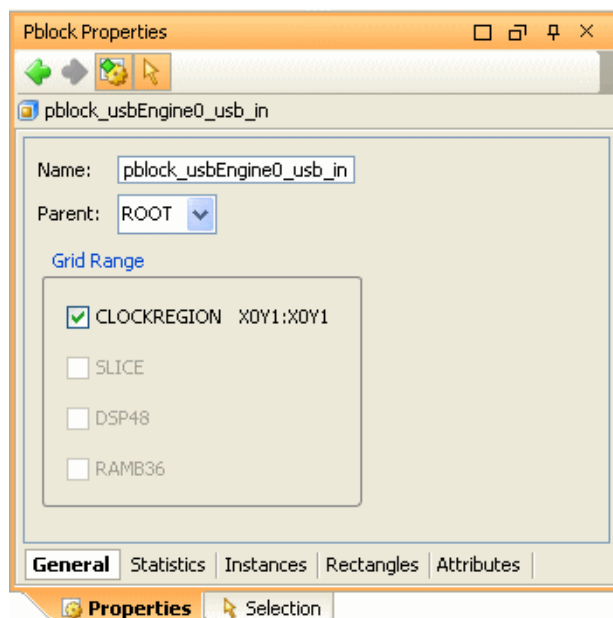 Pblock Properties
pblock_usbEngine0_usb_in
Name: pblock_usbEngine0_usb_in
Parent: ROOT
Grid Range
CLOCKREGION X0Y1:X0Y1
SLICE
DSP48
RAMB36
General Statistics Instances Rectangles Attributes
Properties Selection